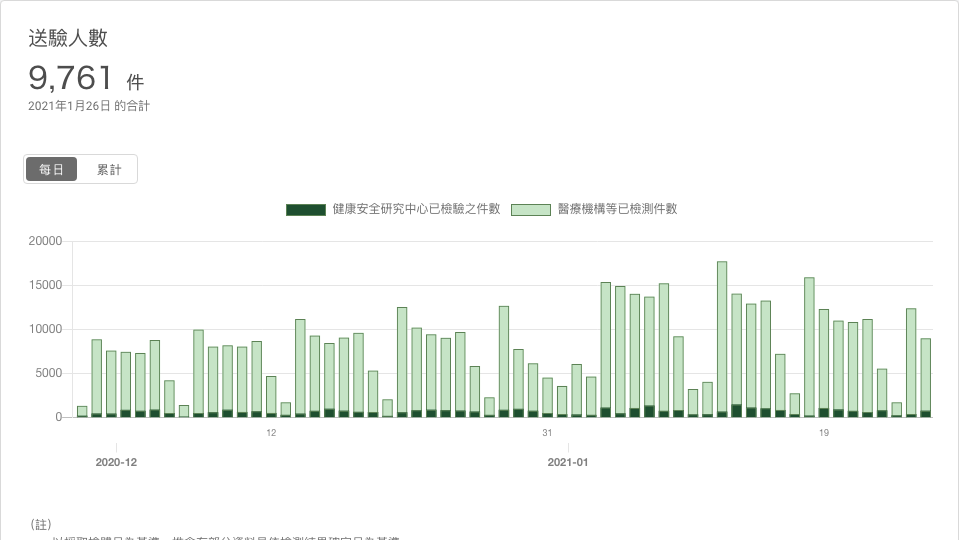 送驗人數
9,761 件
2021年1月26日 的合計
每日 累計
健康安全研究中心已檢驗之件數 醫療機構等已檢測件數
20000
15000
10000
5000
0
12 31 19
2020-12 2021-01
（註）